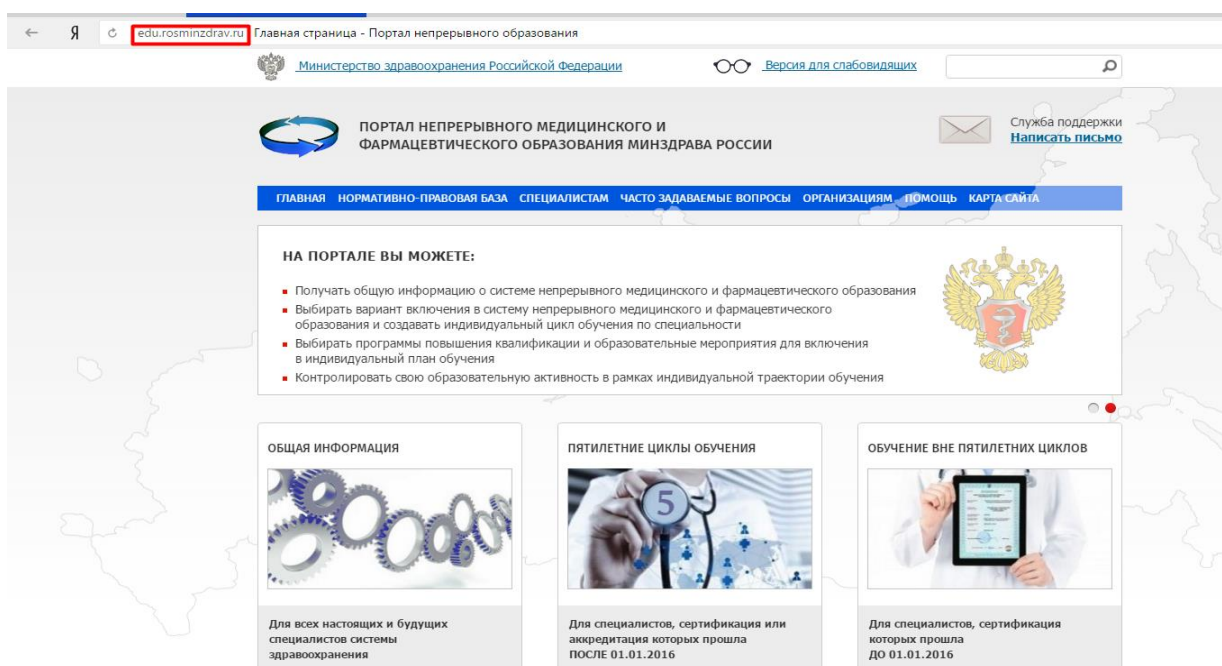 Я edu.rosminzdrav.ru Главная страница - Портал непрерывного образования
Министерство здравоохранения Российской Федерации Версия для слабовидящих
ПОРТАЛ НЕПРЕРЫВНОГО МЕДИЦИНСКОГО И
ФАРМАЦЕВТИЧЕСКОГО ОБРАЗОВАНИЯ МИНЗДРАВА РОССИИ
Служба поддержки
Написать письмо
ГЛАВНАЯ НОРМАТИВНО-ПРАВОВАЯ БАЗА СПЕЦИАЛИСТАМ ЧАСТО ЗАДАВАЕМЫЕ ВОПРОСЫ ОРГАНИЗАЦИЯМ ПОМОЩЬ КАРТА САЙТА
НА ПОРТАЛЕ ВЫ МОЖЕТЕ:
Получать общую информацию о системе непрерывного медицинского и фармацевтического образования
Выбирать вариант включения в систему непрерывного медицинского и фармацевтического
образования и создавать индивидуальный цикл обучения по специальности
Выбирать программы повышения квалификации и образовательные мероприятия для включения
в индивидуальный план обучения
Контролировать свою образовательную активность в рамках индивидуальной траектории обучения
ОБЩАЯ ИНФОРМАЦИЯ
Для всех настоящих и будущих
специалистов системы
здравоохранения
ПЯТИЛЕТНИЕ ЦИКЛЫ ОБУЧЕНИЯ
5
Для специалистов, сертификация или
аккредитация которых прошла
ПОСЛЕ 01.01.2016
ОБУЧЕНИЕ ВНЕ ПЯТИЛЕТНИХ ЦИКЛОВ
Для специалистов, сертификация
которых прошла
ДО 01.01.2016